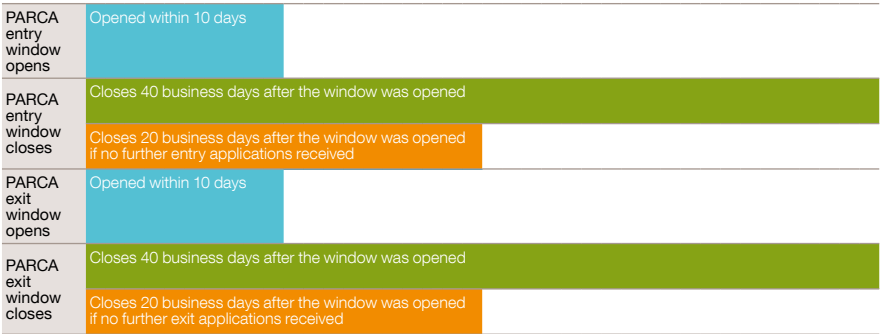 PARCA
entry
window
opens
Opened within 10 days
PARCA
entry
window
closes
Closes 40 business days after the window was opened
Closes 20 business days after the window was opened
if no further entry applications received
PARCA
exit
window
opens
Opened within 10 days
PARCA
exit
window
closes
Closes 40 business days after the window was opened
Closes 20 business days after the window was opened
if no further exit applications received